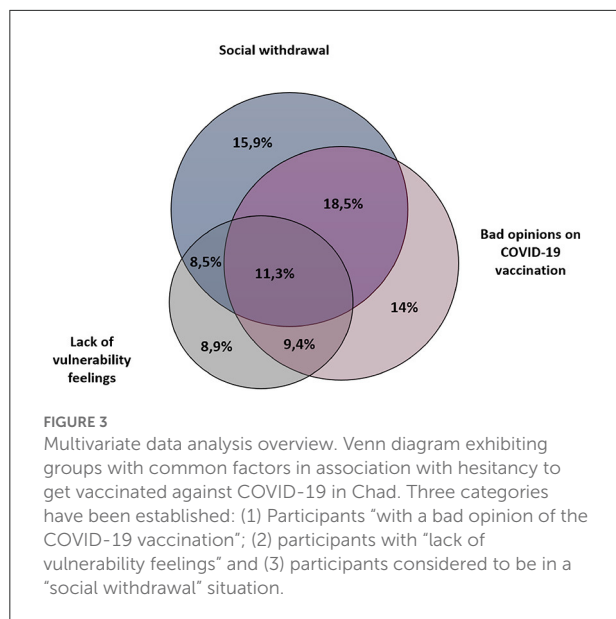 Social withdrawal
15,9%
18,5%
Bad opinions on
COVID-19
vaccination
8,5%
11,3%
14%
Lack of
vulnerability
feelings
8,9%
9,4%
FIGURE 3
Multivariate data analysis overview. Venn diagram exhibiting
groups with common factors in association with hesitancy to
get vaccinated against COVID-19 in Chad. Three categories
have been established: (1) Participants “with a bad opinion of the
COVID-19 vaccination”; (2) participants with “lack of
vulnerability feelings” and (3) participants considered to be in a
“social withdrawal” situation.